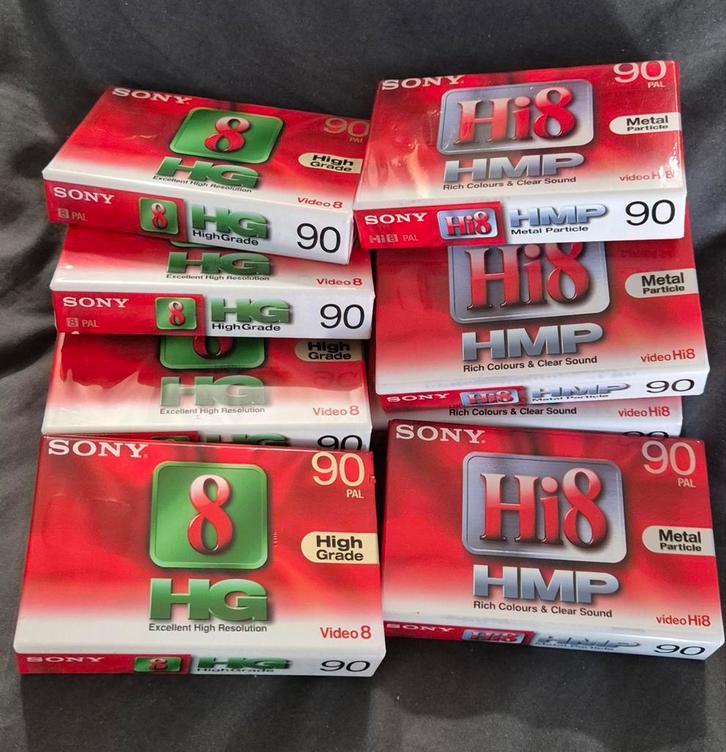 SONY
8
90
PAL
HG
High
Grade
Excellent High Resolution
Video 8
SONY
8 PAL
8
HG
HighGrade
90
HG
Excellent High Resolution
Video 8
SONY
8 PAL
8
HG
HighGrade
90
8
High
Grade
HG
Excellent High Resolution
Video 8
90
SONY
90
PAL
8
High
Grade
HG
Excellent High Resolution
Video 8
SONY
8
HG
HighGrade
90
SONY
90
PAL
Hi8
Metal
Particle
HMP
Rich Colours & Clear Sound
video Hi8
SONY
Hi8 PAL
Hi8
HMP
Metal Particle
90
Hi8
Metal
Particle
HMP
Rich Colours & Clear Sound
video Hi8
SONY
Hi8
HMP
Metal Particle
90
Rich Colours & Clear Sound
video Hi8
SONY
90
PAL
Hi8
Metal
Particle
HMP
Rich Colours & Clear Sound
video Hi8
SONY
Hi8
HMP
Metal Particle
90